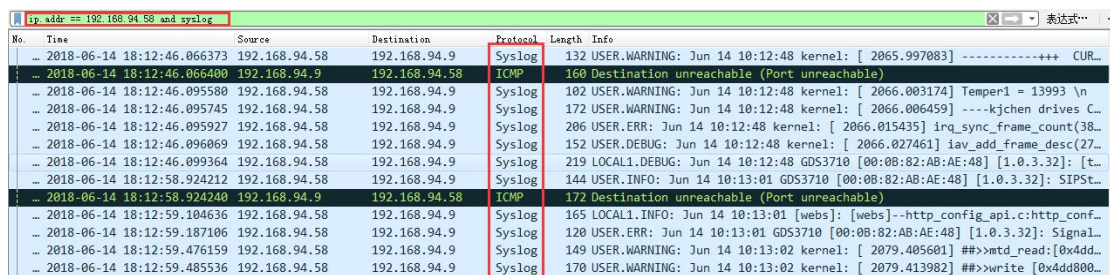 ip.addr == 192.168.94.58 and syslog 表达式…
No. Time Source Destination Protocol Length Info
… 2018-06-14 18:12:46.066373 192.168.94.58 192.168.94.9 Syslog 132 USER.WARNING: Jun 14 10:12:48 kernel: [ 2065.997083] -----------+++ CUR…
… 2018-06-14 18:12:46.066400 192.168.94.9 192.168.94.58 ICMP 160 Destination unreachable (Port unreachable)
… 2018-06-14 18:12:46.095580 192.168.94.58 192.168.94.9 Syslog 102 USER.WARNING: Jun 14 10:12:48 kernel: [ 2066.003174] Temper1 = 13993 \n
… 2018-06-14 18:12:46.095745 192.168.94.58 192.168.94.9 Syslog 172 USER.WARNING: Jun 14 10:12:48 kernel: [ 2066.006459] ----kjchen drives C…
… 2018-06-14 18:12:46.095927 192.168.94.58 192.168.94.9 Syslog 206 USER.ERR: Jun 14 10:12:48 kernel: [ 2066.015435] irq_sync_frame_count(38…
… 2018-06-14 18:12:46.096069 192.168.94.58 192.168.94.9 Syslog 152 USER.DEBUG: Jun 14 10:12:48 kernel: [ 2066.027461] iav_add_frame_desc(27…
… 2018-06-14 18:12:46.099364 192.168.94.58 192.168.94.9 Syslog 219 LOCAL1.DEBUG: Jun 14 10:12:48 GDS3710 [00:0B:82:AB:AE:48] [1.0.3.32]: [t…
… 2018-06-14 18:12:58.924212 192.168.94.58 192.168.94.9 Syslog 144 USER.INFO: Jun 14 10:13:01 GDS3710 [00:0B:82:AB:AE:48] [1.0.3.32]: SIPSt…
… 2018-06-14 18:12:58.924240 192.168.94.9 192.168.94.58 ICMP 172 Destination unreachable (Port unreachable)
… 2018-06-14 18:12:59.104636 192.168.94.58 192.168.94.9 Syslog 165 LOCAL1.INFO: Jun 14 10:13:01 [webs]: [webs]--http_config_api.c:http_conf…
… 2018-06-14 18:12:59.187106 192.168.94.58 192.168.94.9 Syslog 120 USER.ERR: Jun 14 10:13:01 GDS3710 [00:0B:82:AB:AE:48] [1.0.3.32]: Signal…
… 2018-06-14 18:12:59.476159 192.168.94.58 192.168.94.9 Syslog 149 USER.WARNING: Jun 14 10:13:02 kernel: [ 2079.405601] ##>>mtd_read:[0x4dd…
… 2018-06-14 18:12:59.485536 192.168.94.58 192.168.94.9 Syslog 170 USER.WARNING: Jun 14 10:13:02 kernel: [ 2079.413982] ##>>write [0x4dd800…